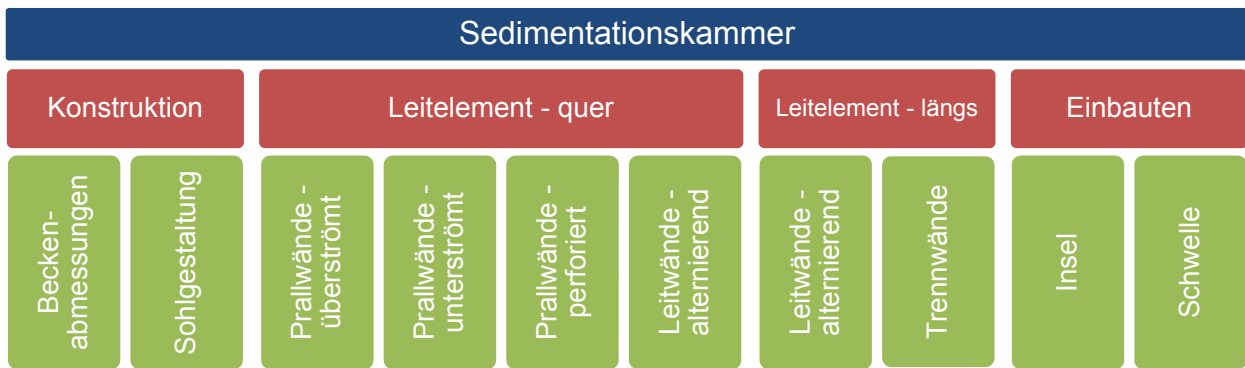 Sedimentationskammer
Konstruktion
Leitelement - quer
Leitelement - längs
Einbauten
Becken-
abmessungen
Sohlgestaltung
Prallwände -
überströmt
Prallwände -
unterströmt
Prallwände -
perforiert
Leitwände -
alternierend
Leitwände -
alternierend
Trennwände
Insel
Schwelle